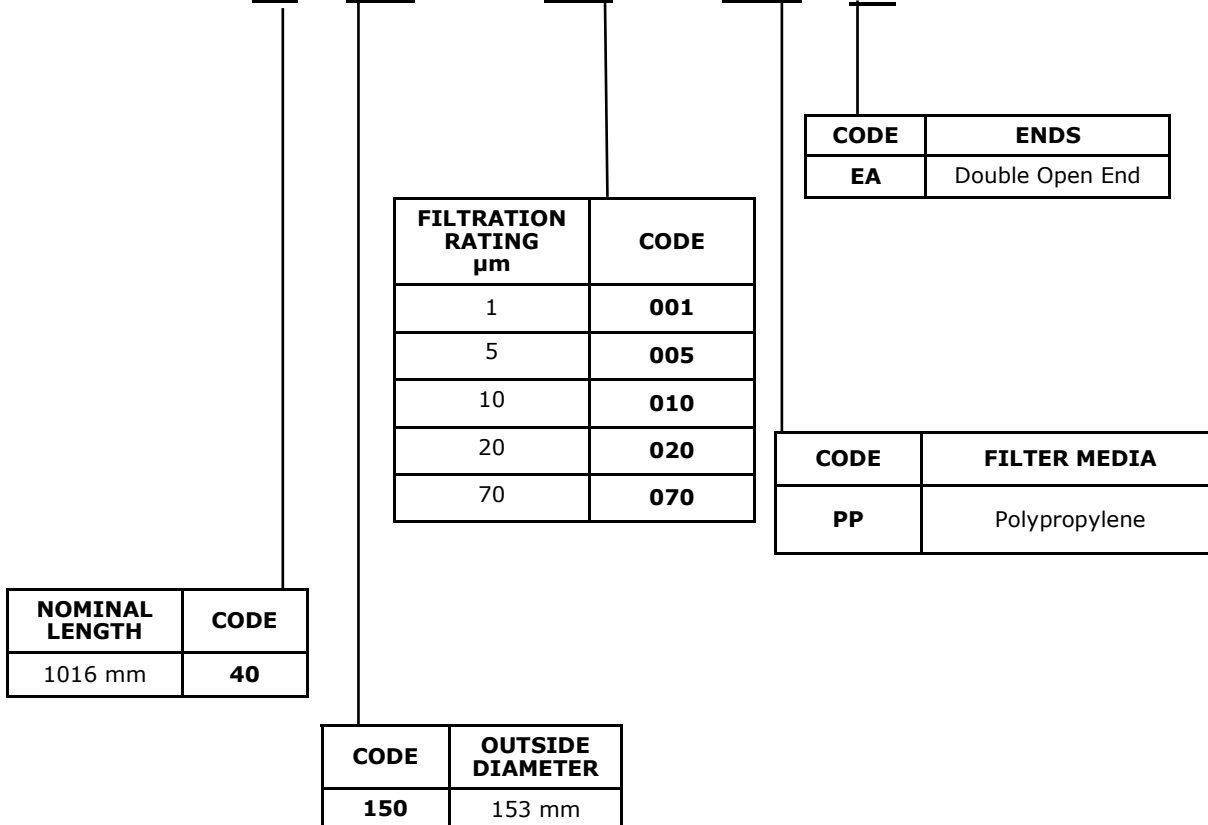 CODE ENDS
EA Double Open End
FILTRATION
RATING
µm
CODE
1 001
5 005
10 010
20 020
70 070
CODE FILTER MEDIA
PP Polypropylene
NOMINAL
LENGTH
CODE
1016 mm 40
CODE
OUTSIDE
DIAMETER
150 153 mm